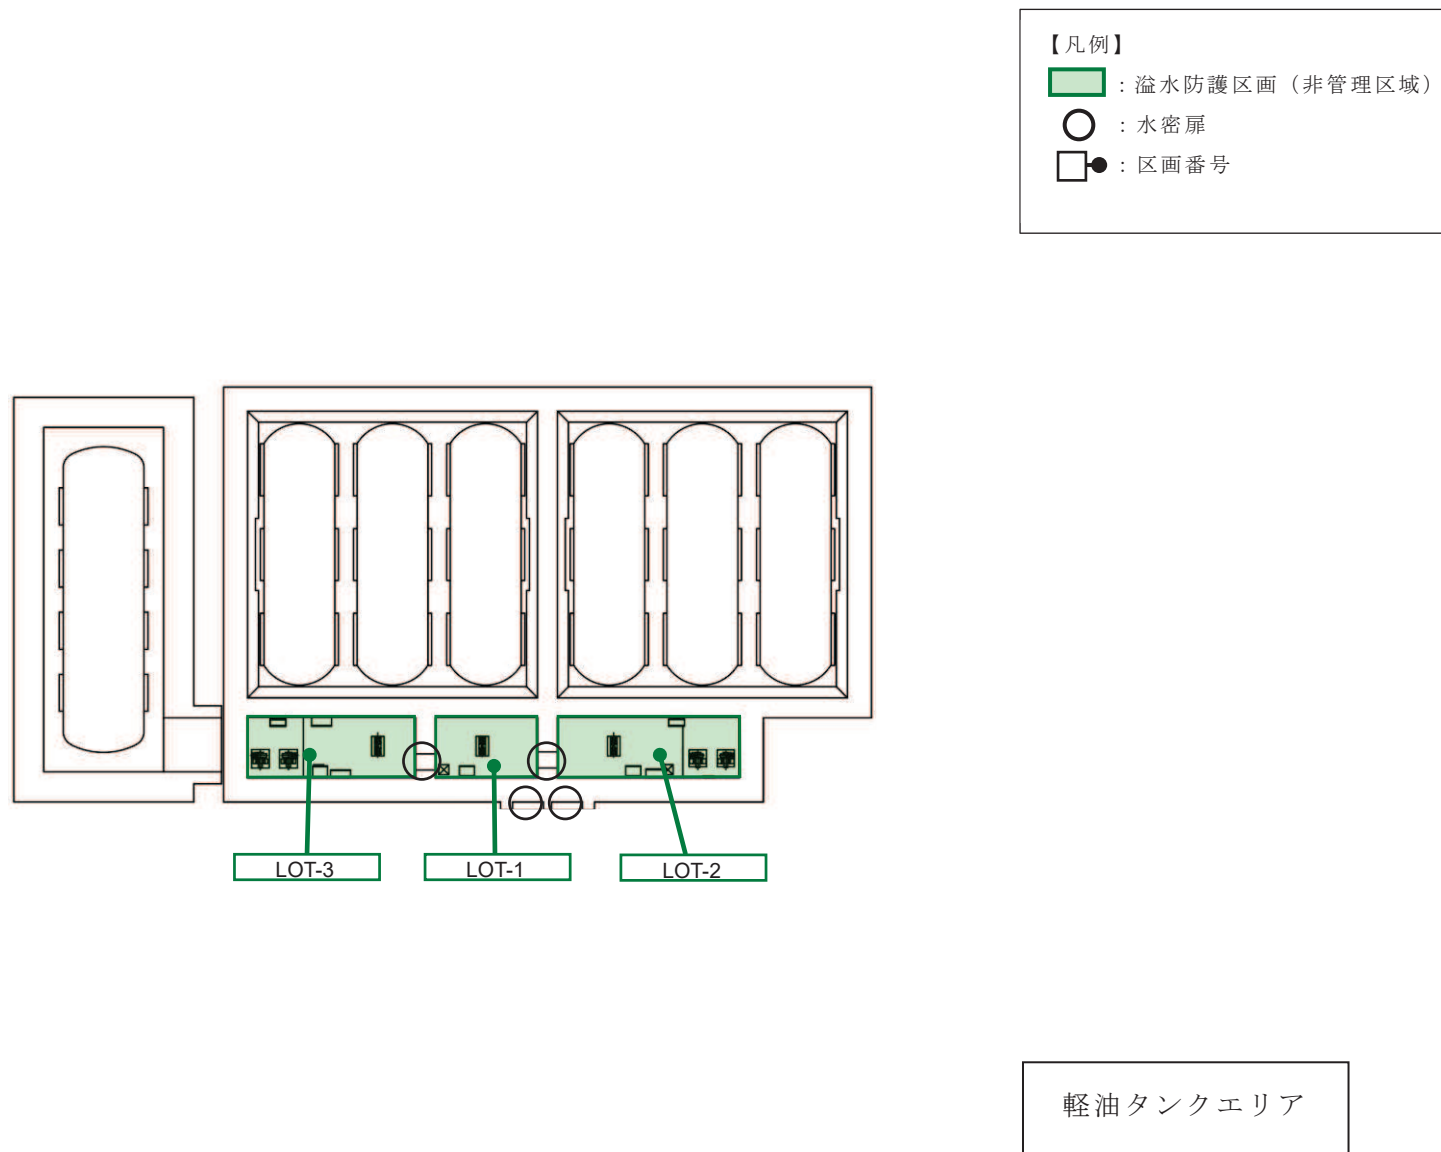 【凡例】
：溢水防護区画（非管理区域）
：水密扉
：区画番号
LOT-3
LOT-1
LOT-2
軽油タンクエリア